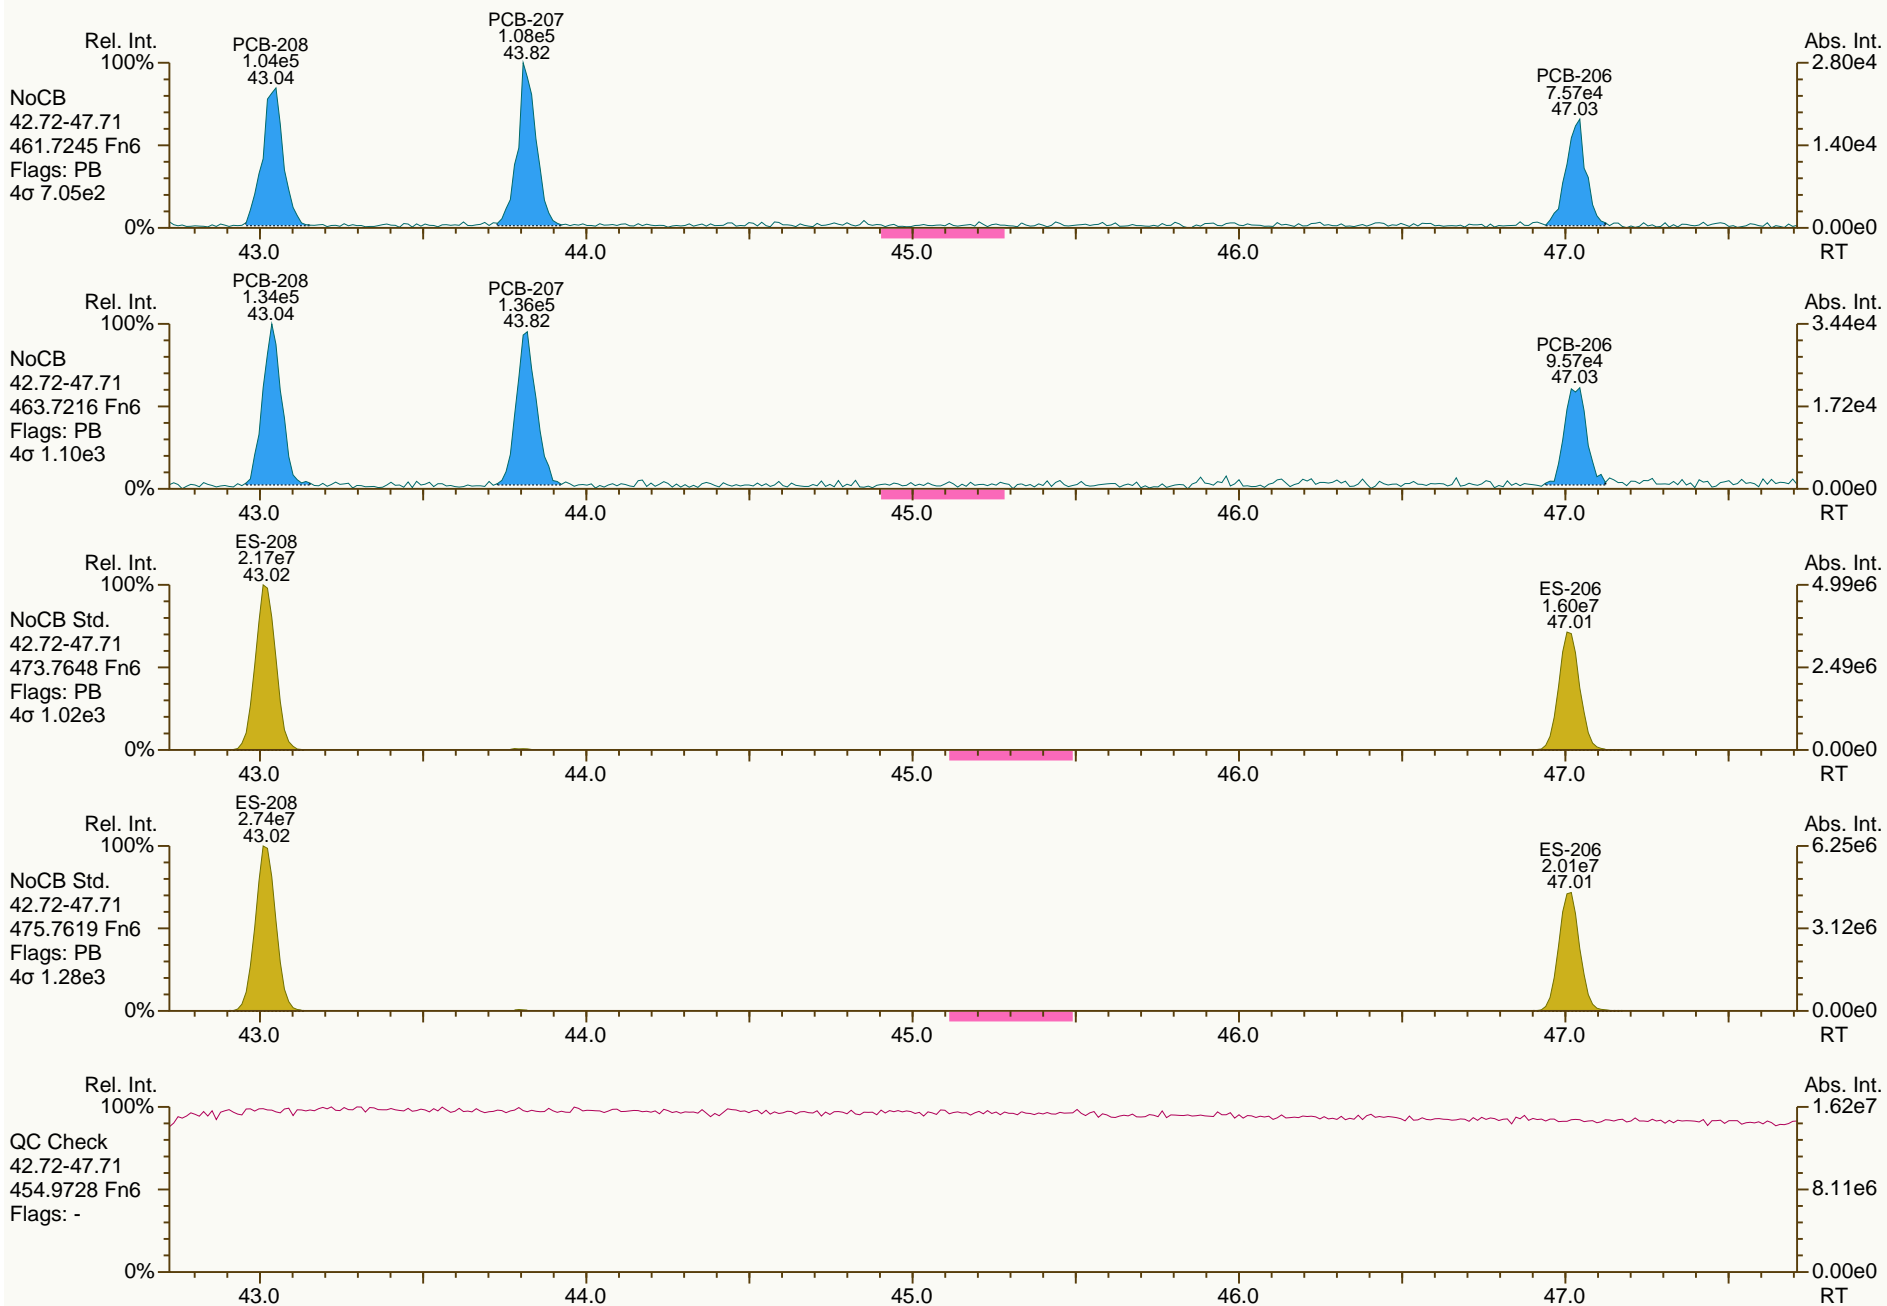 Rel. Int.
100%
0%
NoCB
42.72-47.71
461.7245 Fn6
Flags: PB
4σ 7.05e2
PCB-208
1.04e5
43.04
PCB-207
1.08e5
43.82
PCB-206
7.57e4
47.03
Abs. Int.
2.80e4
1.40e4
0.00e0
43.0 44.0 45.0 46.0 47.0 RT
Rel. Int.
100%
0%
NoCB
42.72-47.71
463.7216 Fn6
Flags: PB
4σ 1.10e3
PCB-208
1.34e5
43.04
PCB-207
1.36e5
43.82
PCB-206
9.57e4
47.03
Abs. Int.
3.44e4
1.72e4
0.00e0
43.0 44.0 45.0 46.0 47.0 RT
Rel. Int.
100%
0%
NoCB Std.
42.72-47.71
473.7648 Fn6
Flags: PB
4σ 1.02e3
ES-208
2.17e7
43.02
ES-206
1.60e7
47.01
Abs. Int.
4.99e6
2.49e6
0.00e0
43.0 44.0 45.0 46.0 47.0 RT
Rel. Int.
100%
0%
NoCB Std.
42.72-47.71
475.7619 Fn6
Flags: PB
4σ 1.28e3
ES-208
2.74e7
43.02
ES-206
2.01e7
47.01
Abs. Int.
6.25e6
3.12e6
0.00e0
43.0 44.0 45.0 46.0 47.0 RT
Rel. Int.
100%
0%
QC Check
42.72-47.71
454.9728 Fn6
Flags: -
Abs. Int.
1.62e7
8.11e6
0.00e0
43.0 44.0 45.0 46.0 47.0 RT